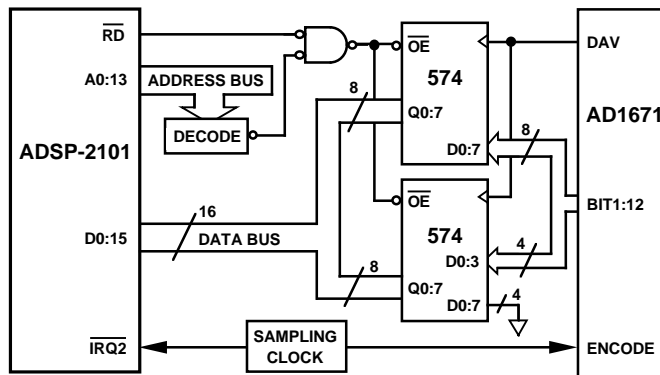 RD
A0:13
ADDRESS BUS
DECODE
ADSP-2101
D0:15
16
DATA BUS
IRQ2
SAMPLING
CLOCK
8
8
OE
574
Q0:7
D0:7
OE
574
D0:3
Q0:7
D0:7
8
4
4
DAV
AD1671
BIT1:12
ENCODE